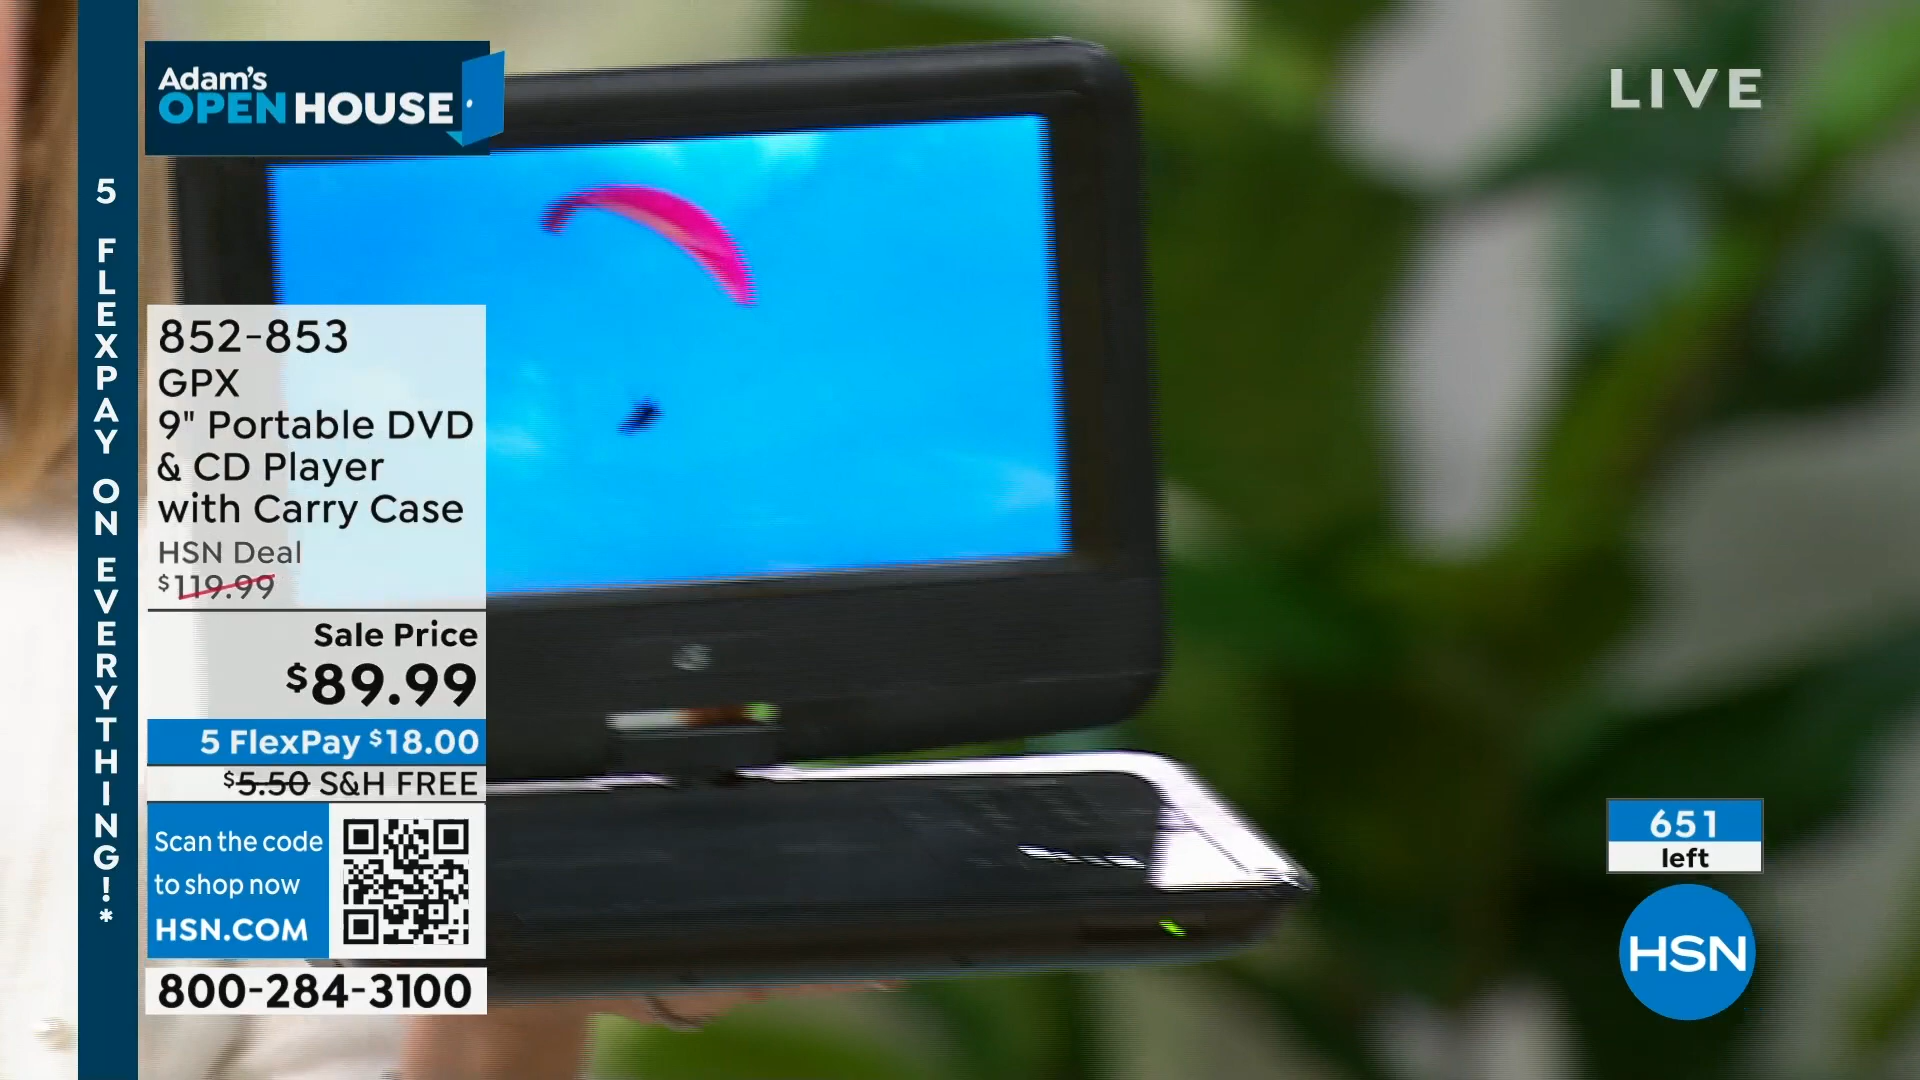 Adam's
OPEN HOUSE
LIVE
5 FLEXPAY ON EVERYTHING!*
852-853
GPX
9" Portable DVD
& CD Player
with Carry Case
HSN Deal
$119.99
Sale Price
$89.99
5 FlexPay $18.00
$5.50 S&H FREE
Scan the code
to shop now
HSN.COM
800-284-3100
651
left
HSN